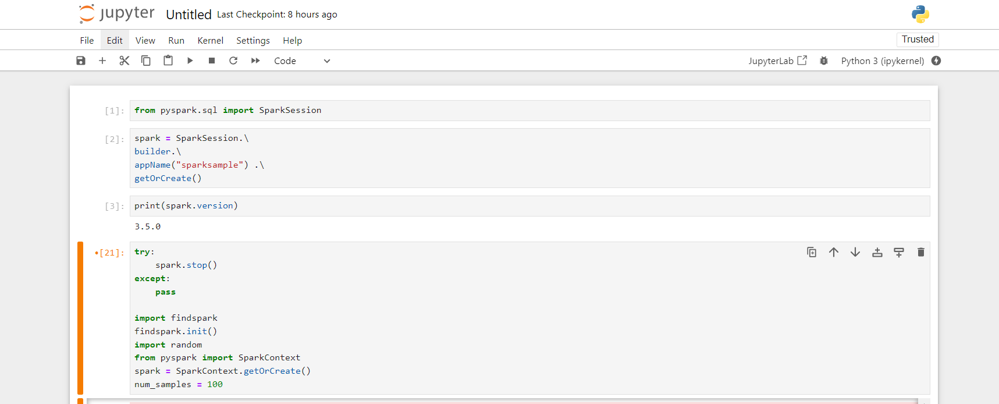 jupyter Untitled Last Checkpoint: 8 hours ago
File Edit View Run Kernel Settings Help Trusted
Code JupyterLab Python 3 (ipykernel)
[1]: from pyspark.sql import SparkSession
[2]: spark = SparkSession.\
builder.\
appName("sparksample") .\
getOrCreate()
[3]: print(spark.version)
3.5.0
•[21]: try:
    spark.stop()
except:
    pass
import findspark
findspark.init()
import random
from pyspark import SparkContext
spark = SparkContext.getOrCreate()
num_samples = 100